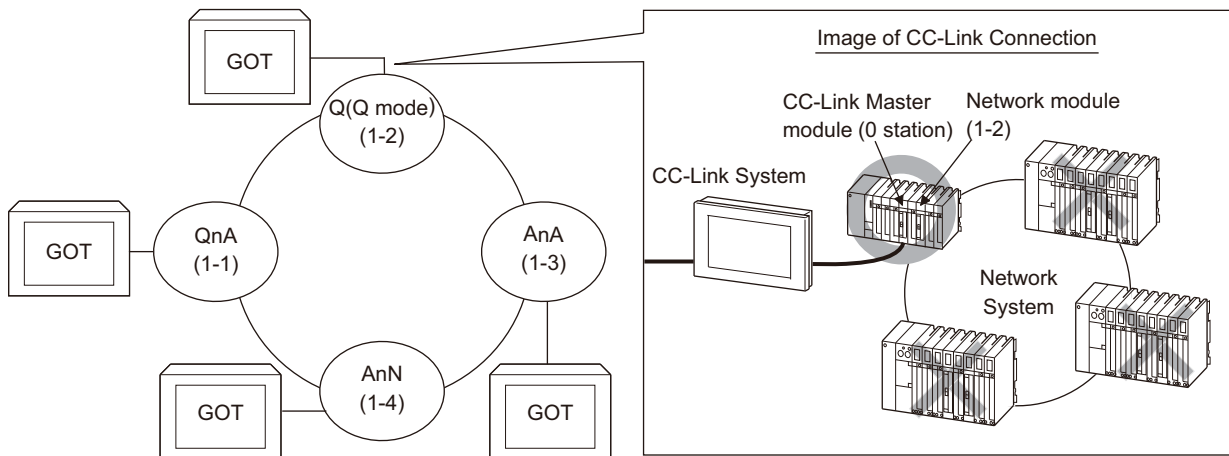 GOT
Q(Q mode)
(1-2)
GOT
QnA
(1-1)
AnA
(1-3)
AnN
(1-4)
GOT
GOT
Image of CC-Link Connection
CC-Link Master
module (0 station)
Network module
(1-2)
CC-Link System
Network
System